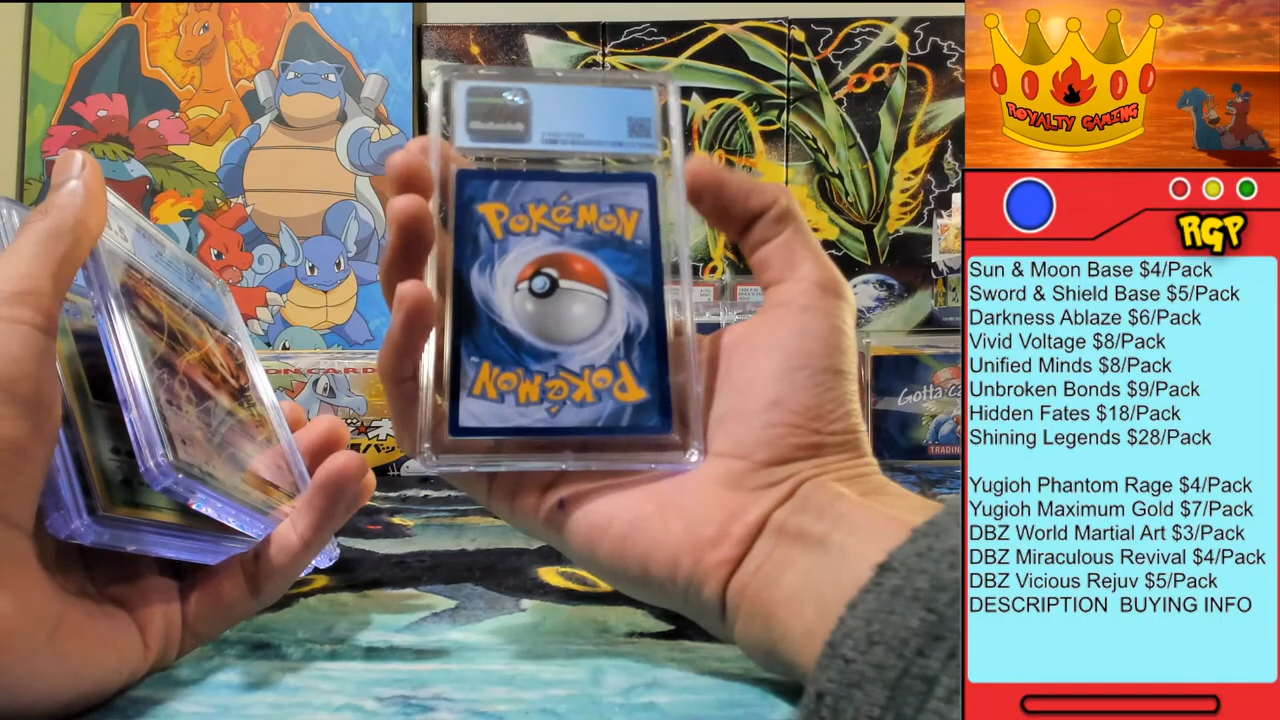 ROYALTY GAMING
RGP
Sun & Moon Base $4/Pack
Sword & Shield Base $5/Pack
Darkness Ablaze $6/Pack
Vivid Voltage $8/Pack
Unified Minds $8/Pack
Unbroken Bonds $9/Pack
Hidden Fates $18/Pack
Shining Legends $28/Pack
Yugioh Phantom Rage $4/Pack
Yugioh Maximum Gold $7/Pack
DBZ World Martial Art $3/Pack
DBZ Miraculous Revival $4/Pack
DBZ Vicious Rejuv $5/Pack
DESCRIPTION BUYING INFO
POKéMON
POKéMON
ON CARD
Gotta
TRADIN